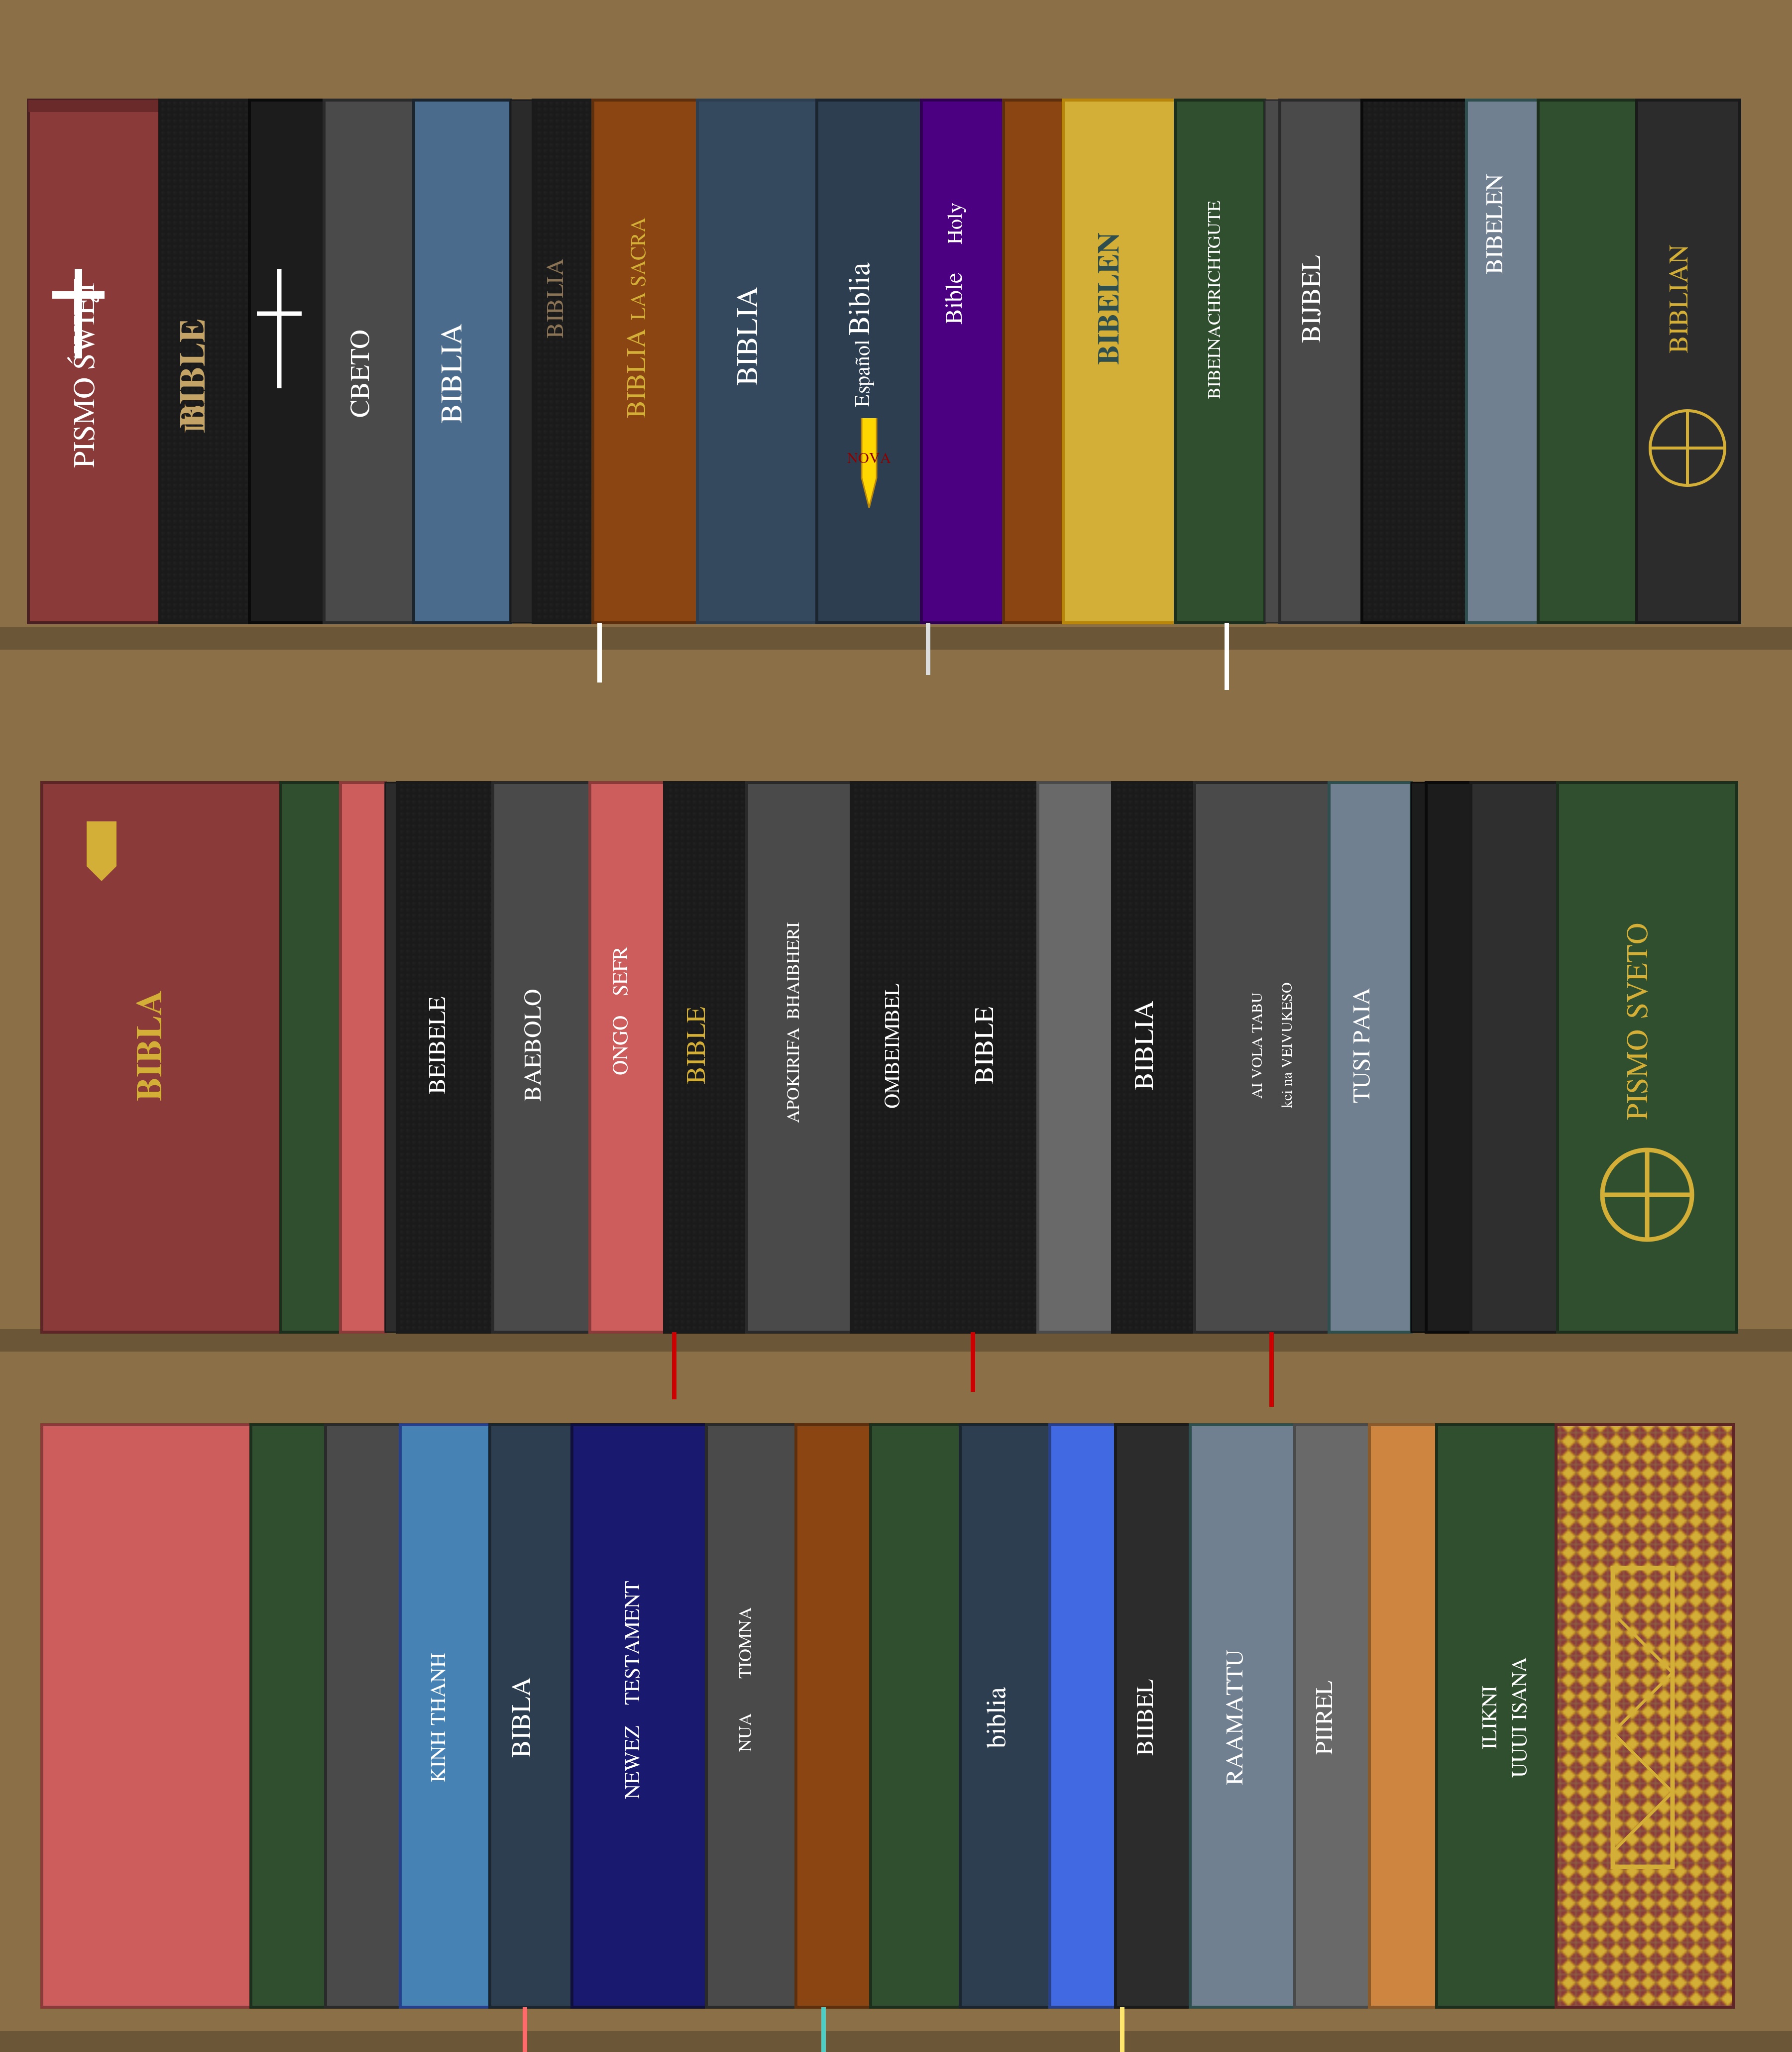 PISMO ŚWIĘT
BIBLE
CBETO
BIBLIA
BIBLIA
BIBLIA LA SACRA
BIBLIA
Español Biblia
NOVA
Bible Holy
BIBELEN
BIBELNACHRICHTGUTE
BIJBEL
BIBELEN
BIBLIAN
BIBLA
BEIBELE
BAEBOLO
ONGO SEFR
BIBLE
APOKIRIFA BHAIBHERI
OMBEIMBEL
BIBLE
BIBLIA
AI VOLA TABU
kei na VEIVUKESO
TUSI PAIA
PISMO SVETO
KINH THANH
BIBLA
NEWEZ TESTAMENT
NUA TIOMNA
biblia
BIIBEL
RAAMATTU
PIIREL
ILIKNI
UUUI ISANA